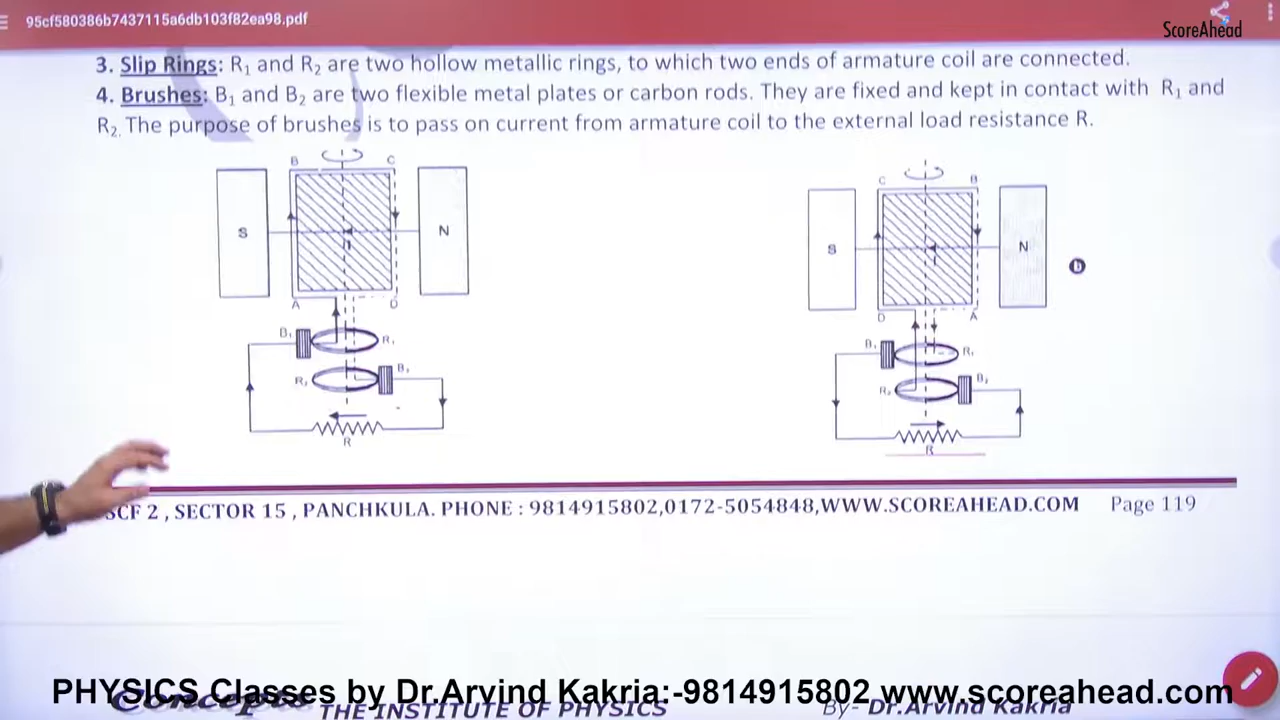 95cf580386b7437115a6db103f82ea98.pdf
ScoreAhead
3. Slip Rings: R1 and R2 are two hollow metallic rings, to which two ends of armature coil are connected.
4. Brushes: B1 and B2 are two flexible metal plates or carbon rods. They are fixed and kept in contact with R1 and
R2. The purpose of brushes is to pass on current from armature coil to the external load resistance R.
B C
S N
A D
B1 R1
R2 B2
R
C B
S N
b
D A
B1 R1
R2 B2
R
SCF 2 , SECTOR 15 , PANCHKULA. PHONE : 9814915802,0172-5054848,WWW.SCOREAHEAD.COM Page 119
PHYSICS Classes by Dr.Arvind Kakria:-9814915802 www.scoreahead.com
Concepts THE INSTITUTE OF PHYSICS By- Dr.Arvind Kakria